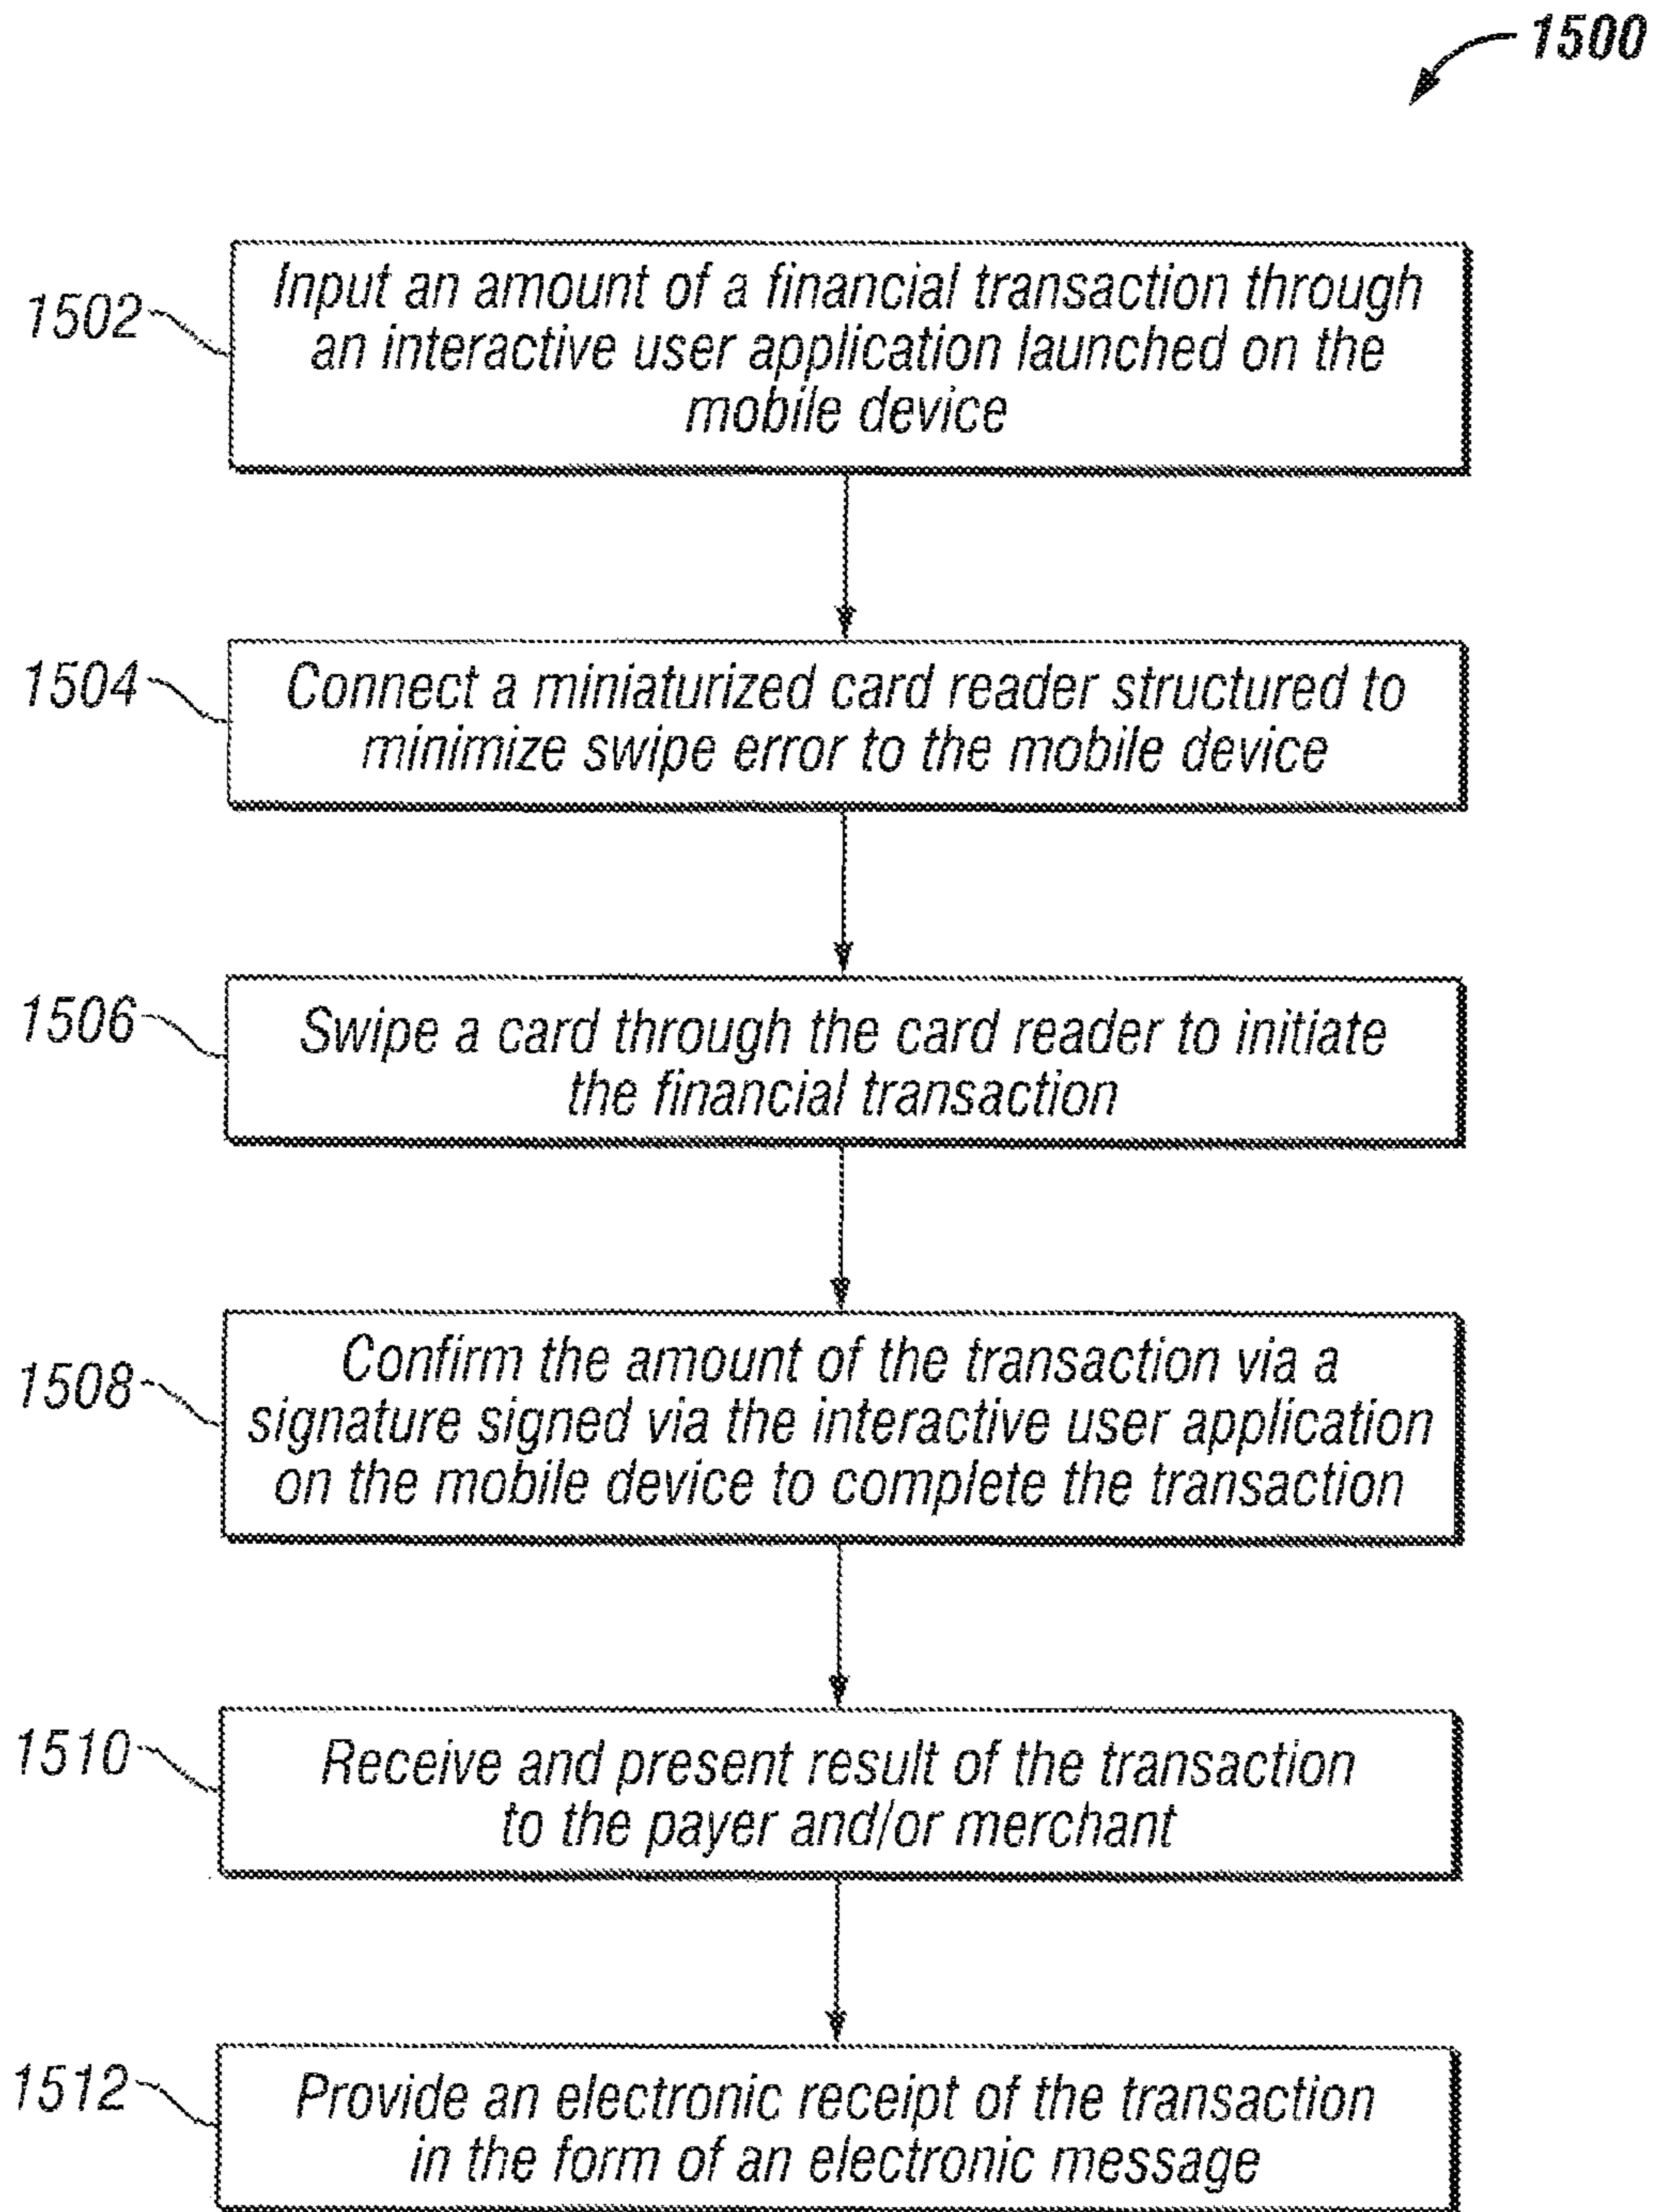 1500
1502
Input an amount of a financial transaction through
an interactive user application launched on the
mobile device
1504
Connect a miniaturized card reader structured to
minimize swipe error to the mobile device
1506
Swipe a card through the card reader to initiate
the financial transaction
1508
Confirm the amount of the transaction via a
signature signed via the interactive user application
on the mobile device to complete the transaction
1510
Receive and present result of the transaction
to the payer and/or merchant
1512
Provide an electronic receipt of the transaction
in the form of an electronic message